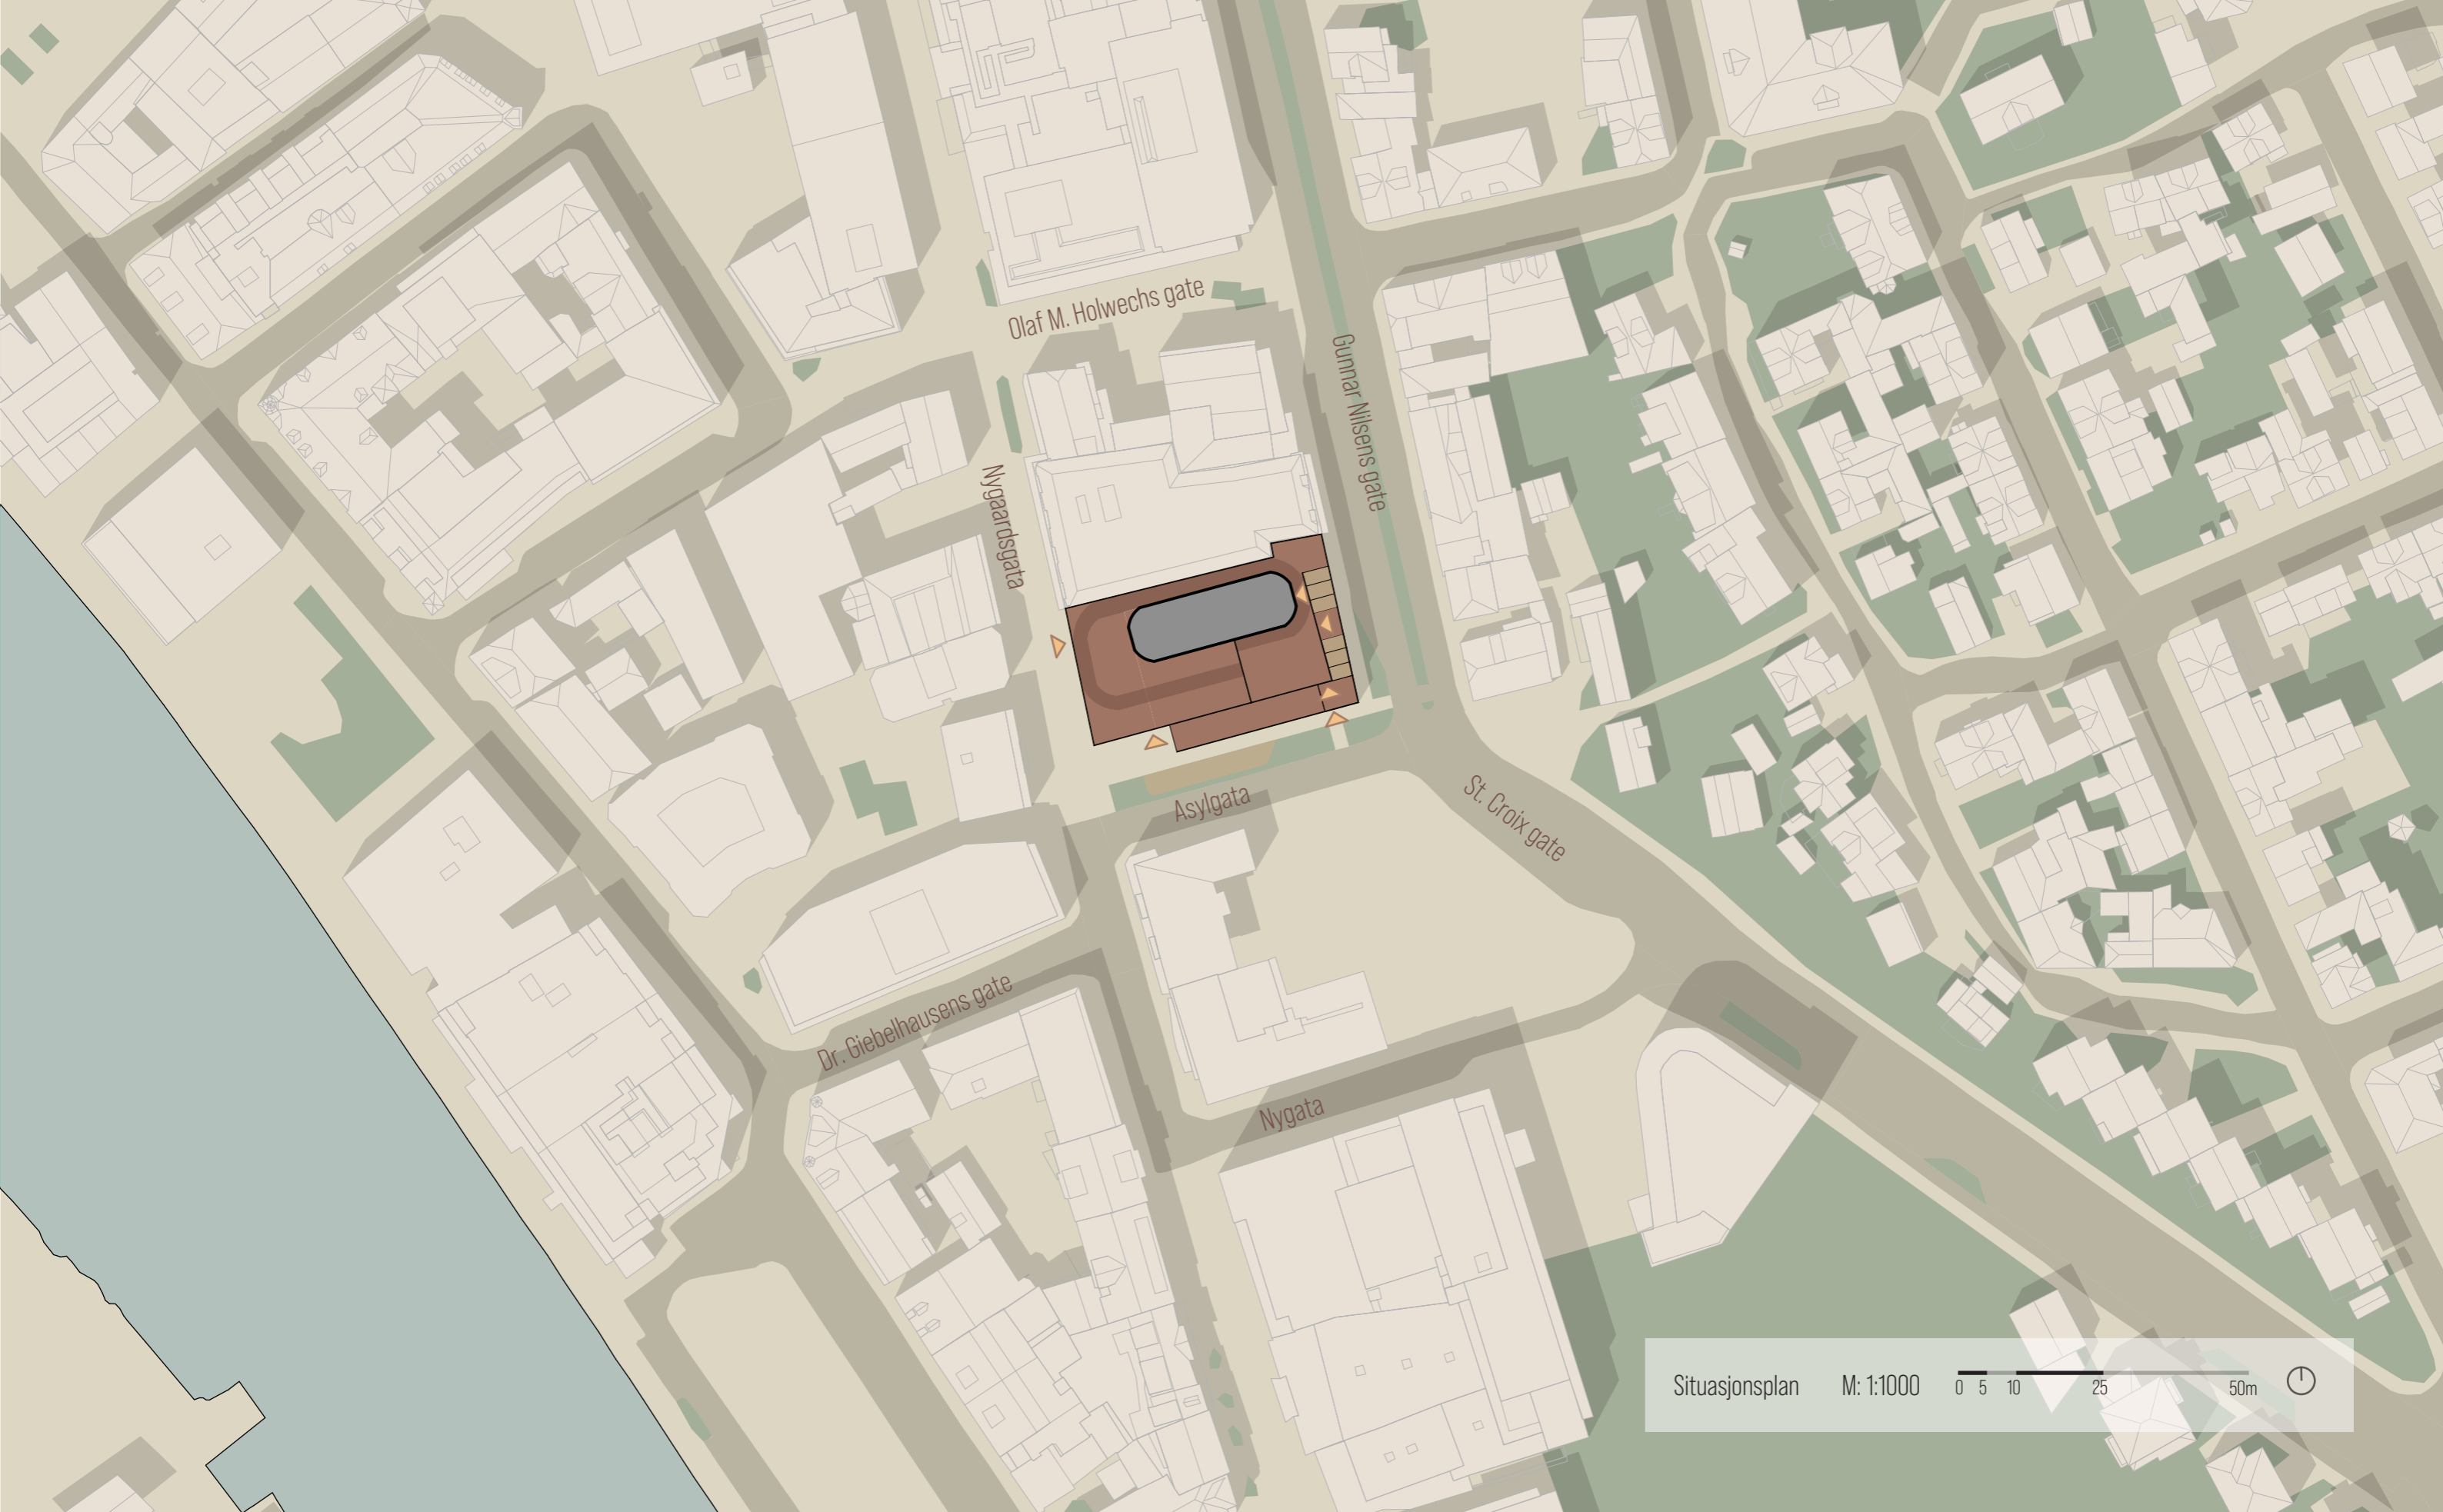 Olaf M. Holwechs gate
Gunnar Nilsens gate
Nygaardsgata
Asylgata
St. Croix gate
Dr. Giebelhausens gate
Nygata
Situasjonsplan M: 1:1000
0 5 10 25 50m